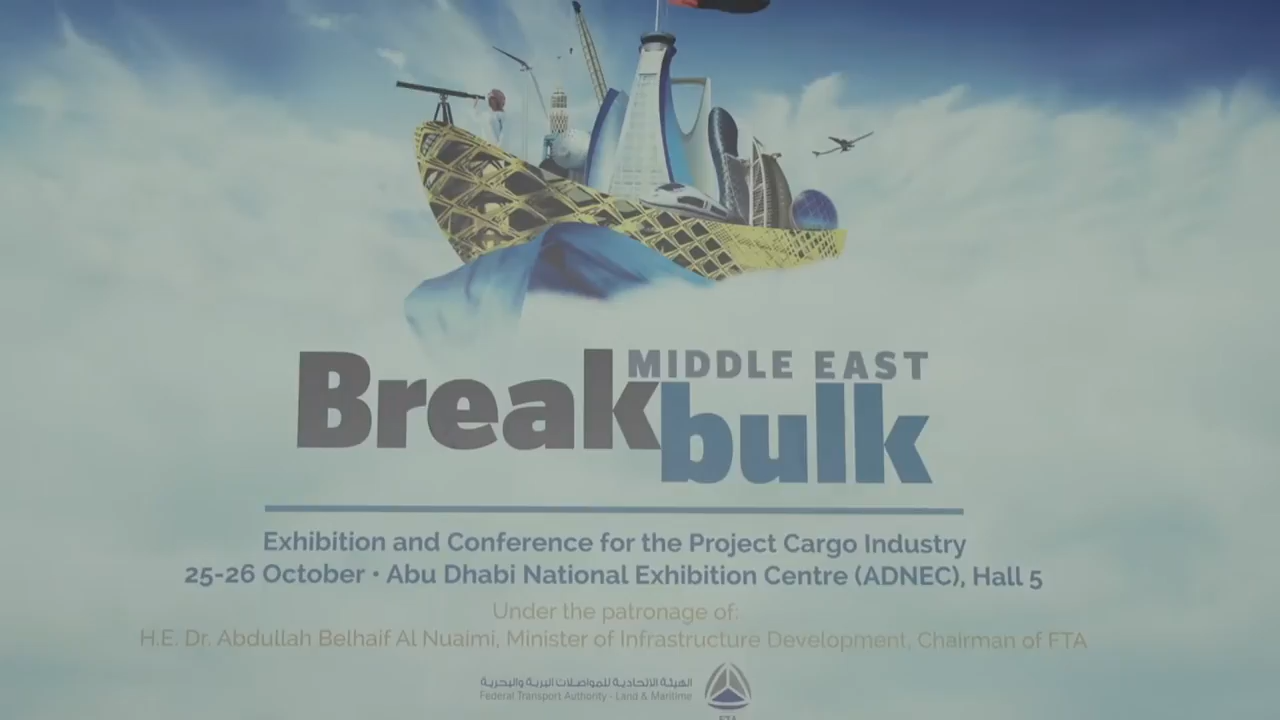 MIDDLE EAST
Breakbulk
Exhibition and Conference for the Project Cargo Industry
25-26 October • Abu Dhabi National Exhibition Centre (ADNEC), Hall 5
Under the patronage of:
H.E. Dr. Abdullah Belhaif Al Nuaimi, Minister of Infrastructure Development, Chairman of FTA
الهيئة الاتحادية للمواصلات البرية والبحرية
Federal Transport Authority - Land & Maritime
FTA